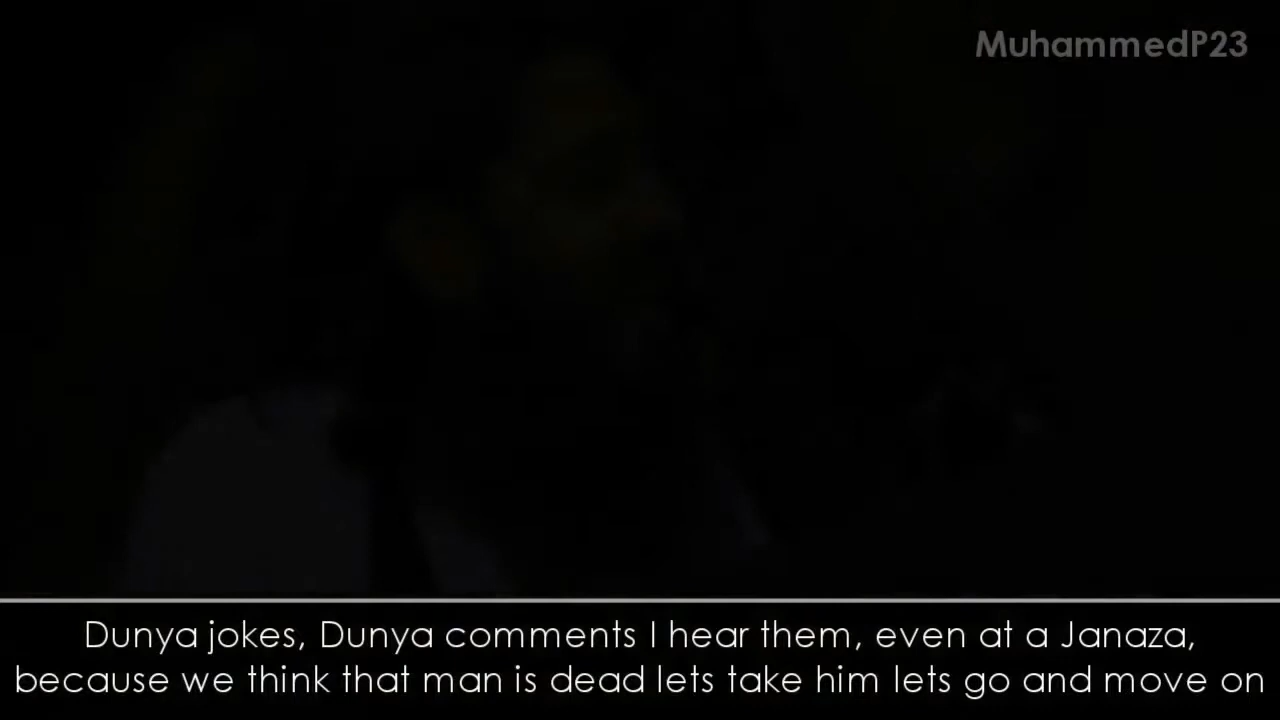 MuhammedP23
Dunya jokes, Dunya comments I hear them, even at a Janaza,
because we think that man is dead lets take him lets go and move on